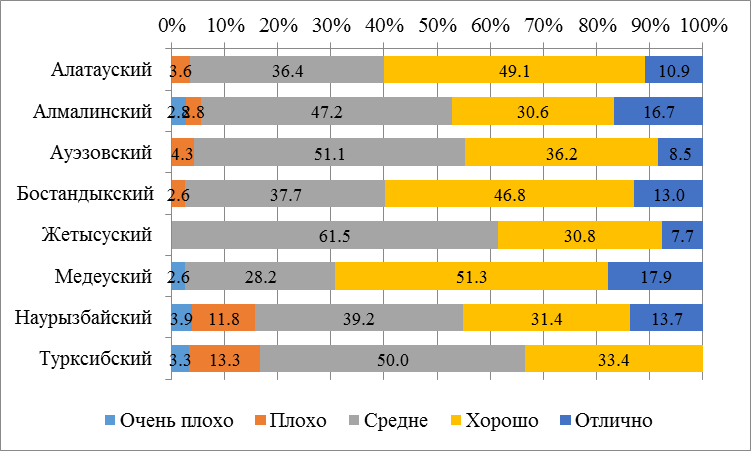 0% 10% 20% 30% 40% 50% 60% 70% 80% 90% 100%
Алатауский 3.6 36.4 49.1 10.9
Алмалинский 2.8 2.8 47.2 30.6 16.7
Ауэзовский 4.3 51.1 36.2 8.5
Бостандыкский 2.6 37.7 46.8 13.0
Жетысуский 61.5 30.8 7.7
Медеуский 2.6 28.2 51.3 17.9
Наурызбайский 3.9 11.8 39.2 31.4 13.7
Турксибский 3.3 13.3 50.0 33.4
Очень плохо Плохо Средне Хорошо Отлично